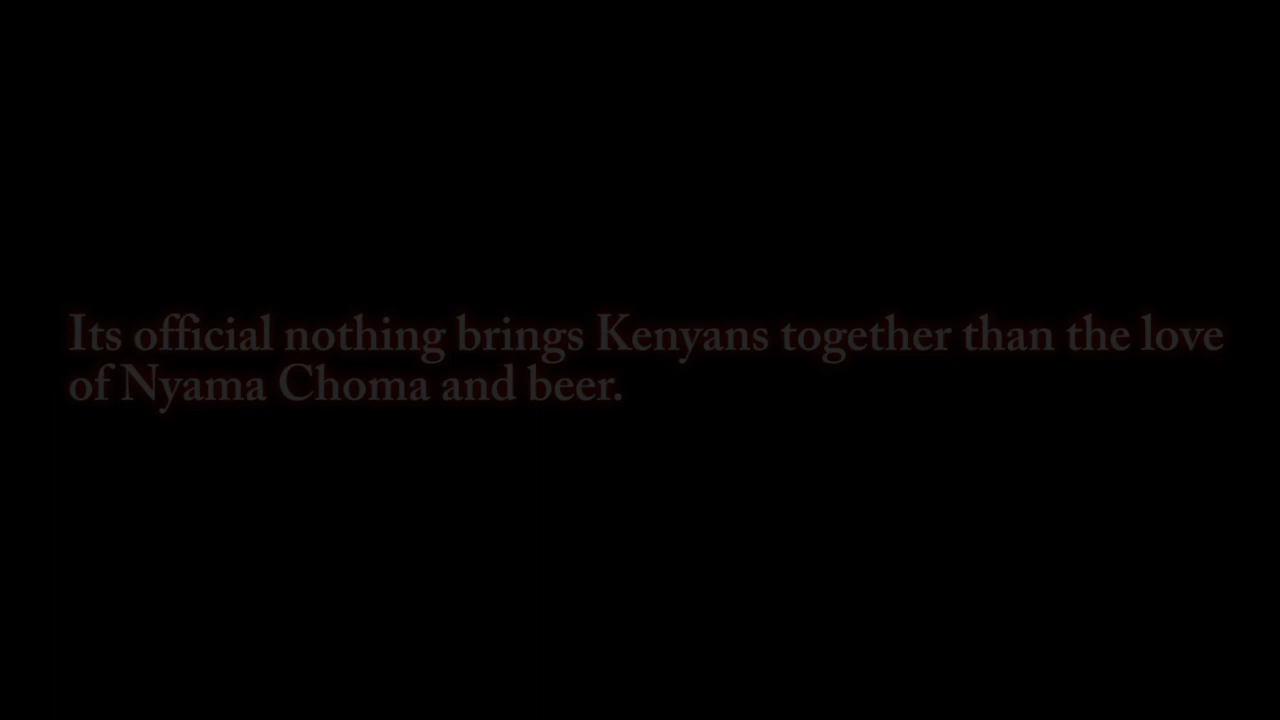 Its official nothing brings Kenyans together than the love
of Nyama Choma and beer.